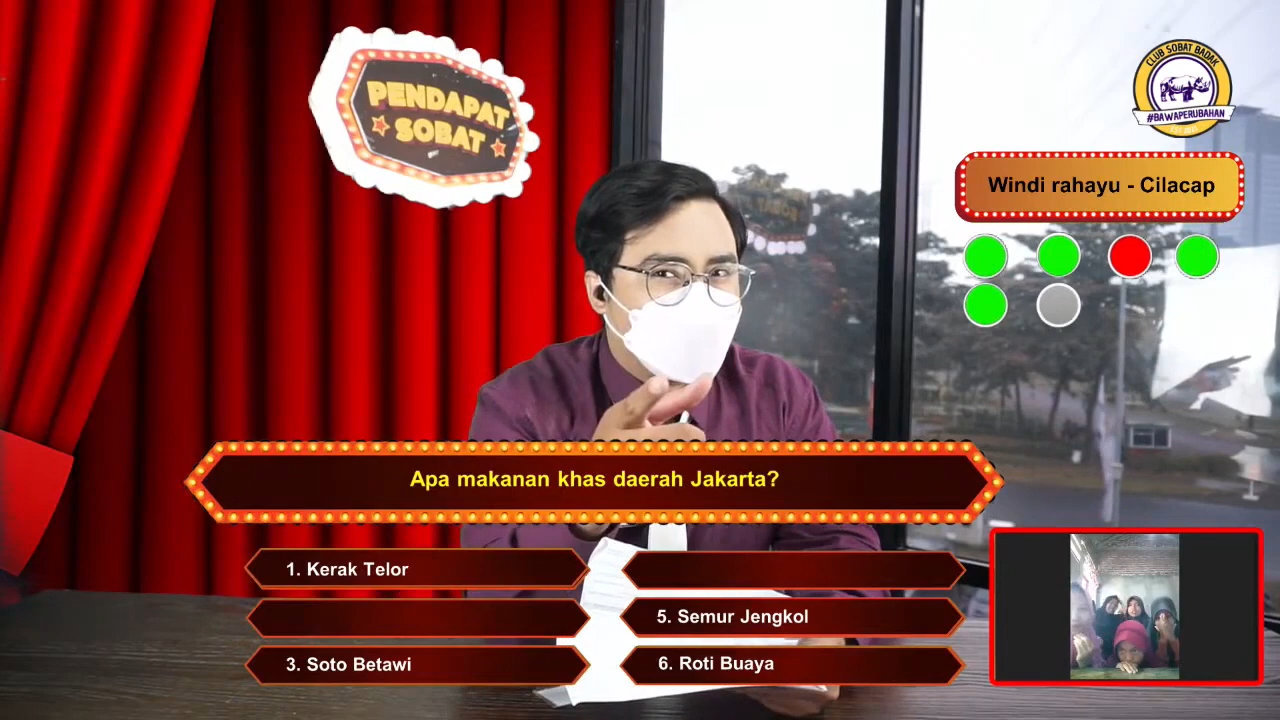 PENDAPAT
SOBAT
CLUB SOBAT BADAK
#BAWAPERUBAHAN
Windi rahayu - Cilacap
Apa makanan khas daerah Jakarta?
1. Kerak Telor
5. Semur Jengkol
3. Soto Betawi
6. Roti Buaya